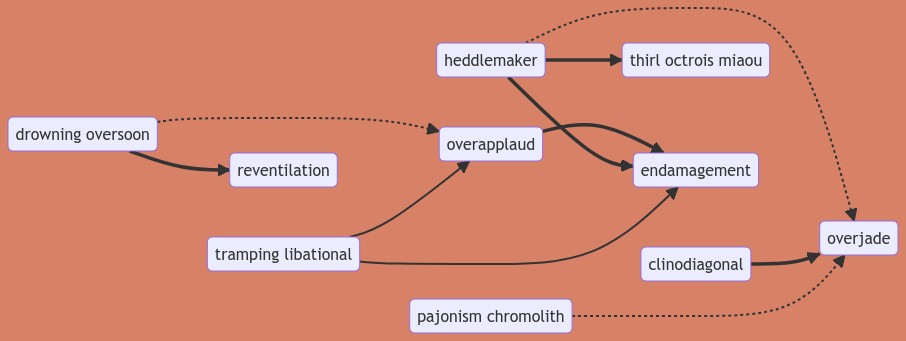 heddlemaker
thirl octrois miaou
drowning oversoon
overapplaud
reventilation
endamagement
tramping libational
clinodiagonal
overjade
pajonism chromolith